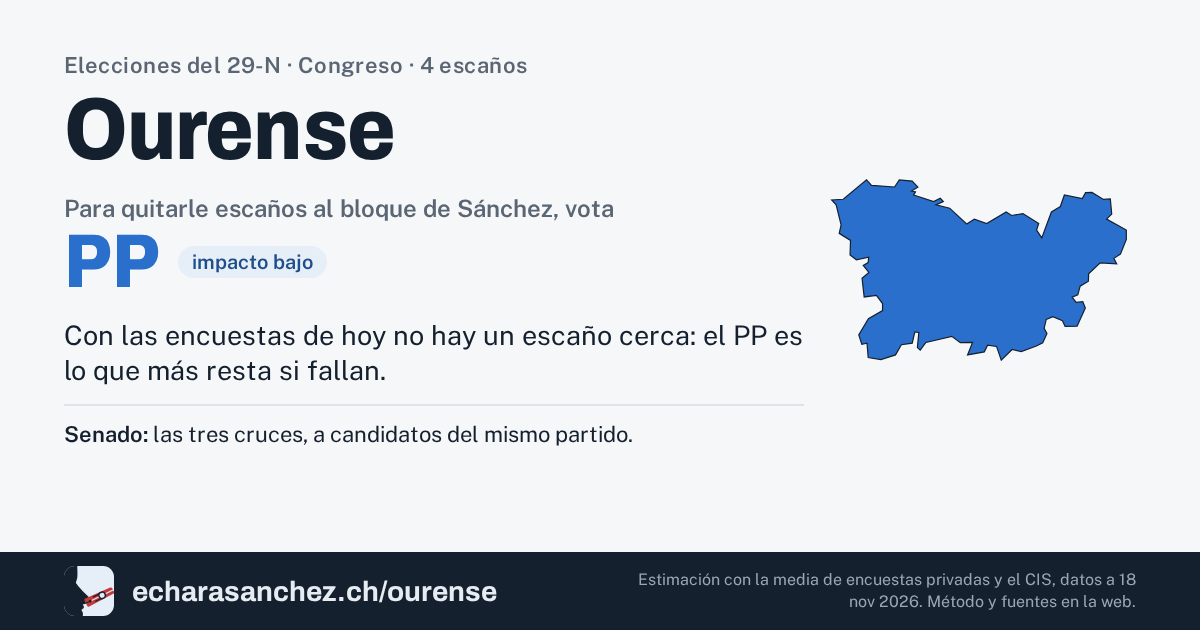 Elecciones del 29-N · Congreso · 4 escaños
Ourense
Para quitarle escaños al bloque de Sánchez, vota
PP
impacto bajo
Con las encuestas de hoy no hay un escaño cerca: el PP es
lo que más resta si fallan.
Senado: las tres cruces, a candidatos del mismo partido.
echarasanchez.ch/ourense
Estimación con la media de encuestas privadas y el CIS, datos a 18
nov 2026. Método y fuentes en la web.